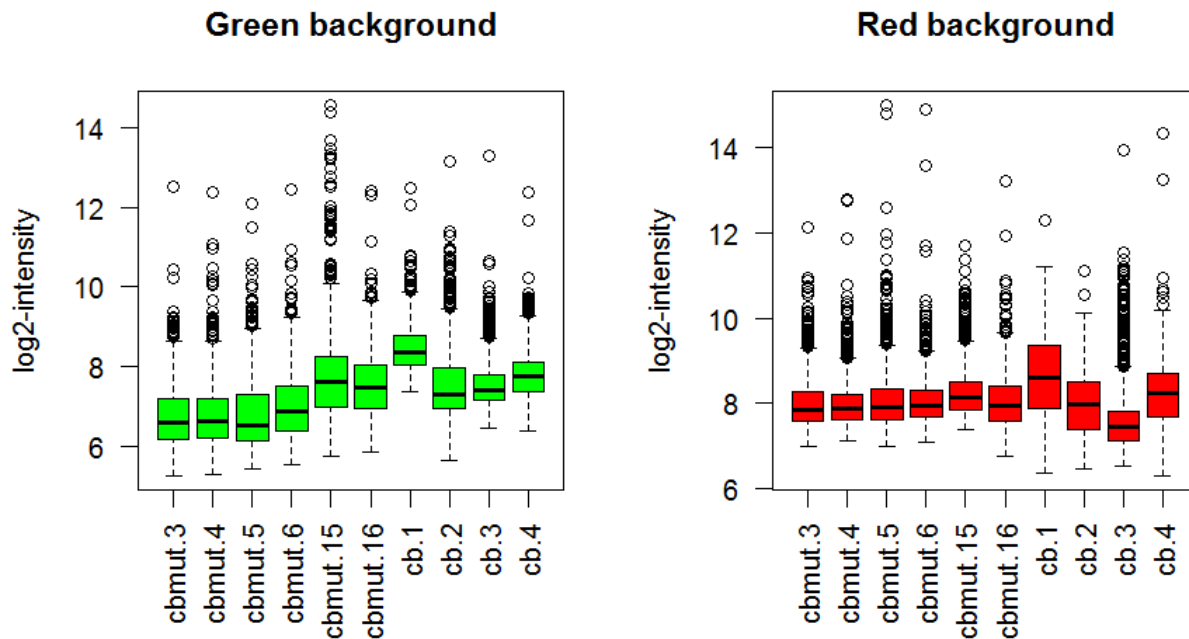 Green background
log2-intensity
14
12
10
8
6
cbmut.3
cbmut.4
cbmut.5
cbmut.6
cbmut.15
cbmut.16
cb.1
cb.2
cb.3
cb.4
Red background
log2-intensity
14
12
10
8
6
cbmut.3
cbmut.4
cbmut.5
cbmut.6
cbmut.15
cbmut.16
cb.1
cb.2
cb.3
cb.4